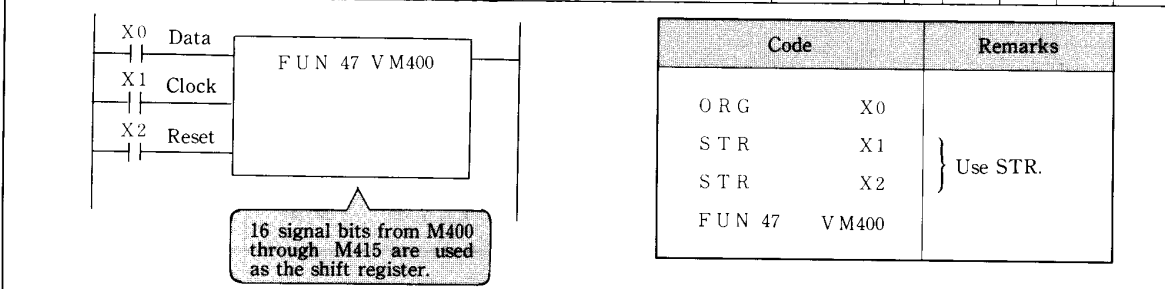 X0 Data
FUN 47 VM400
X1 Clock
X2 Reset
16 signal bits from M400
through M415 are used
as the shift register.
Code Remarks
ORG X0
STR X1
STR X2
Use STR.
FUN 47 VM400